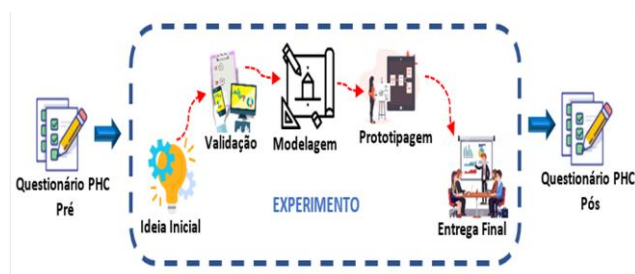 Questionário PHC
Pré
Ideia Inicial
Validação
Modelagem
Prototipagem
Entrega Final
EXPERIMENTO
Questionário PHC
Pós